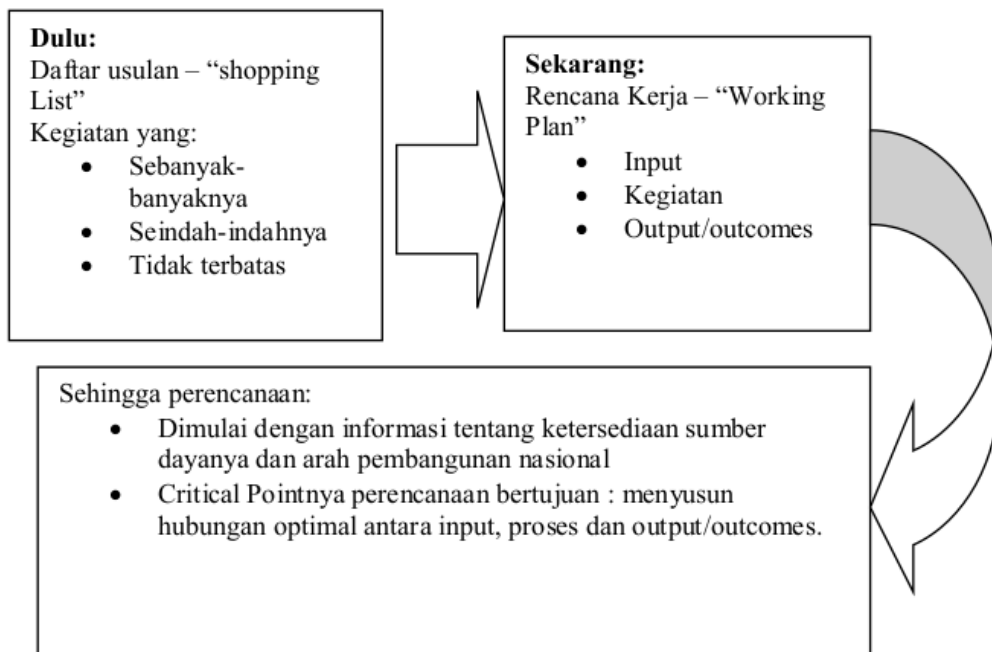 Dulu:
Daftar usulan – “shopping
List”
Kegiatan yang:
• Sebanyak-
banyaknya
• Seindah-indahnya
• Tidak terbatas
Sekarang:
Rencana Kerja – “Working
Plan”
• Input
• Kegiatan
• Output/outcomes
Sehingga perencanaan:
• Dimulai dengan informasi tentang ketersediaan sumber
dayanya dan arah pembangunan nasional
• Critical Pointnya perencanaan bertujuan : menyusun
hubungan optimal antara input, proses dan output/outcomes.